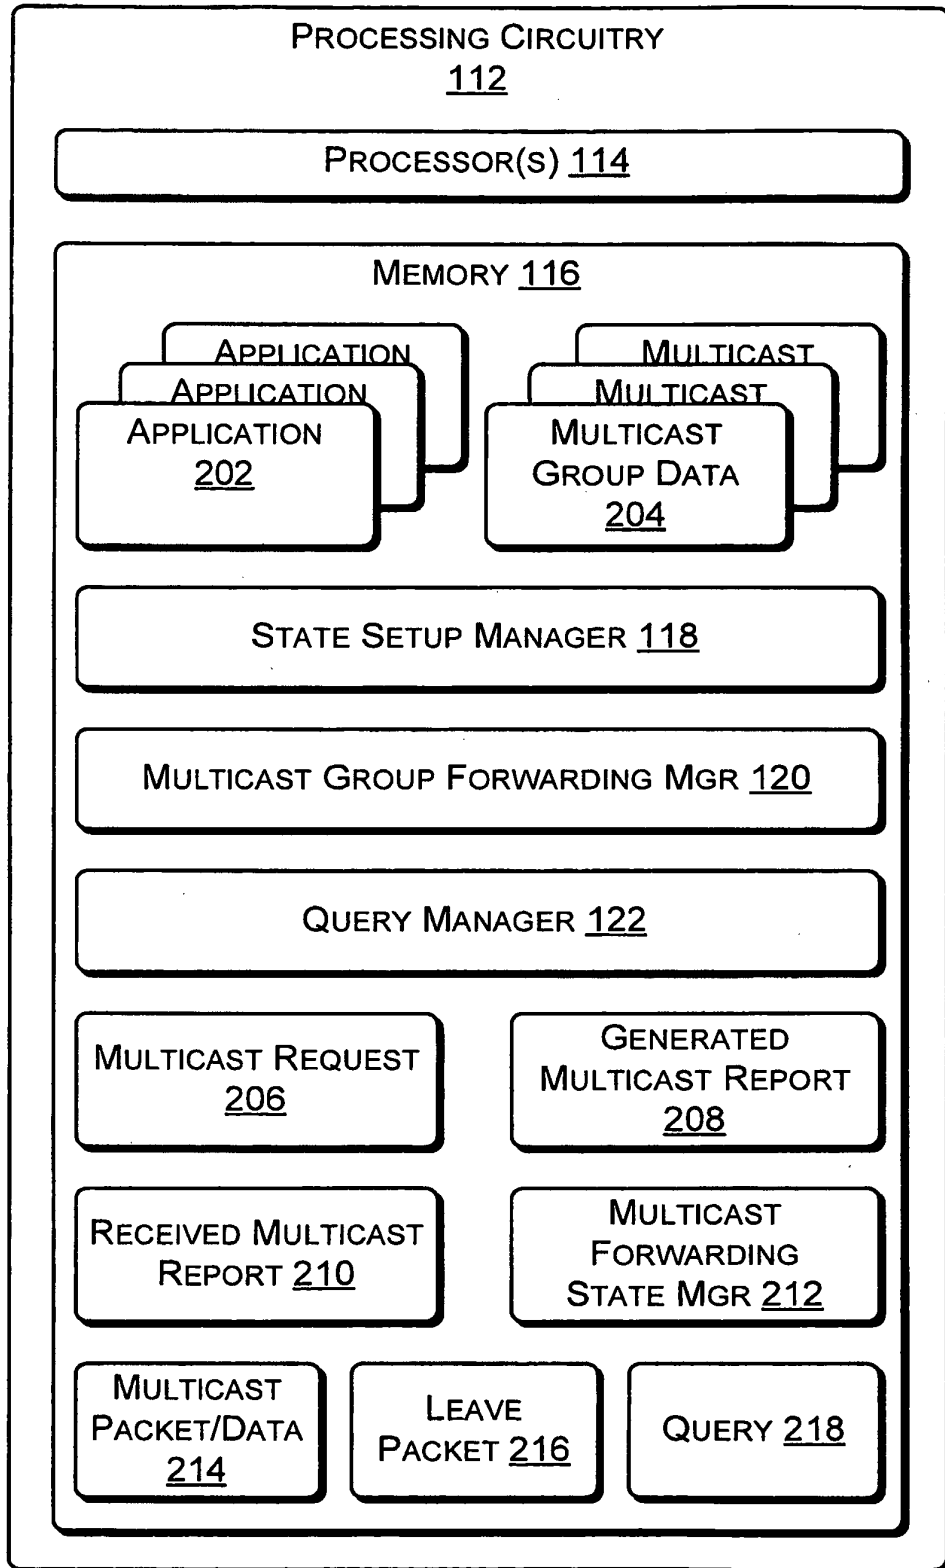 PROCESSING CIRCUITRY
112
PROCESSOR(S) 114
MEMORY 116
APPLICATION
APPLICATION
APPLICATION
202
MULTICAST
MULTICAST
MULTICAST
GROUP DATA
204
STATE SETUP MANAGER 118
MULTICAST GROUP FORWARDING MGR 120
QUERY MANAGER 122
MULTICAST REQUEST
206
GENERATED
MULTICAST REPORT
208
RECEIVED MULTICAST
REPORT 210
MULTICAST
FORWARDING
STATE MGR 212
MULTICAST
PACKET/DATA
214
LEAVE
PACKET 216
QUERY 218